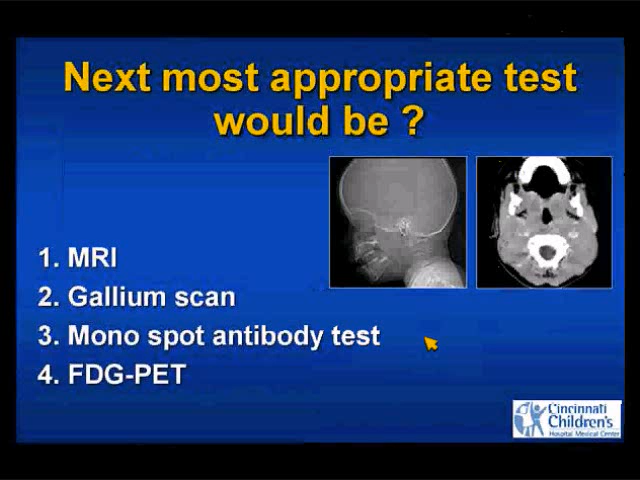 Next most appropriate test
would be ?
1. MRI
2. Gallium scan
3. Mono spot antibody test
4. FDG-PET
Cincinnati
Children's
Hospital Medical Center